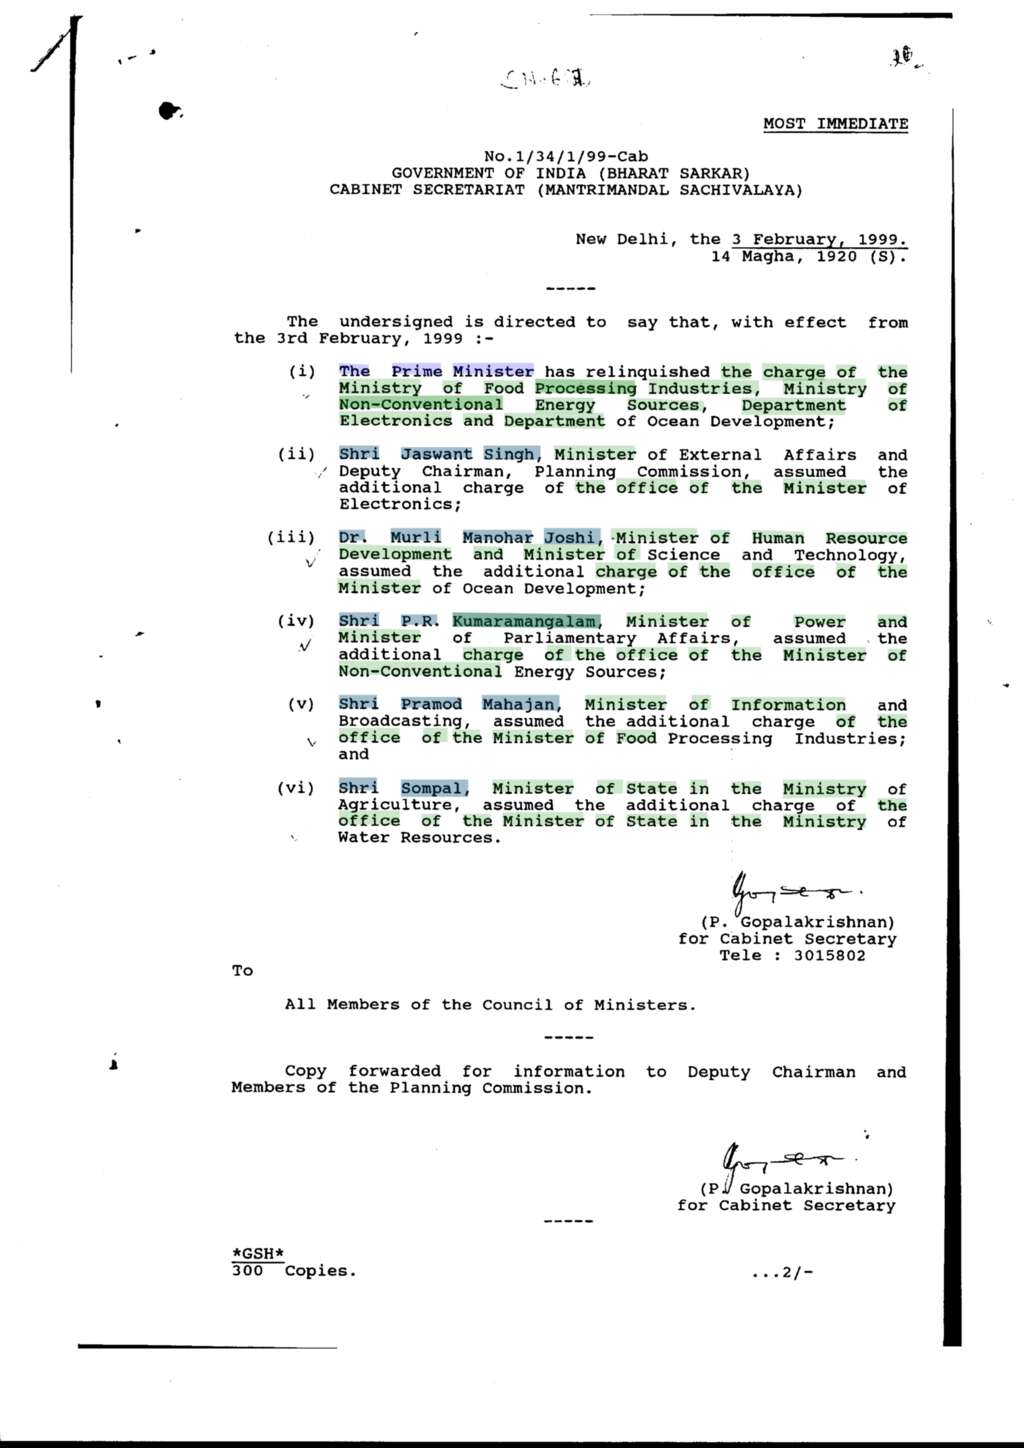 MOST IMMEDIATE
No.1/34/1/99-Cab
GOVERNMENT OF INDIA (BHARAT SARKAR)
CABINET SECRETARIAT (MANTRIMANDAL SACHIVALAYA)
New Delhi, the 3 February, 1999.
14 Magha, 1920 (S).
-----
The undersigned is directed to say that, with effect from
the 3rd February, 1999 :-
(i) The Prime Minister has relinquished the charge of the
Ministry of Food Processing Industries, Ministry of
Non-Conventional Energy Sources, Department of
Electronics and Department of Ocean Development;
(ii) Shri Jaswant Singh, Minister of External Affairs and
Deputy Chairman, Planning Commission, assumed the
additional charge of the office of the Minister of
Electronics;
(iii) Dr. Murli Manohar Joshi, Minister of Human Resource
Development and Minister of Science and Technology,
assumed the additional charge of the office of the
Minister of Ocean Development;
(iv) Shri P.R. Kumaramangalam, Minister of Power and
Minister of Parliamentary Affairs, assumed the
additional charge of the office of the Minister of
Non-Conventional Energy Sources;
(v) Shri Pramod Mahajan, Minister of Information and
Broadcasting, assumed the additional charge of the
office of the Minister of Food Processing Industries;
and
(vi) Shri Sompal, Minister of State in the Ministry of
Agriculture, assumed the additional charge of the
office of the Minister of State in the Ministry of
Water Resources.
(P. Gopalakrishnan)
for Cabinet Secretary
Tele : 3015802
To
All Members of the Council of Ministers.
-----
Copy forwarded for information to Deputy Chairman and
Members of the Planning Commission.
(P. Gopalakrishnan)
for Cabinet Secretary
-----
*GSH*
300 Copies.
...2/-